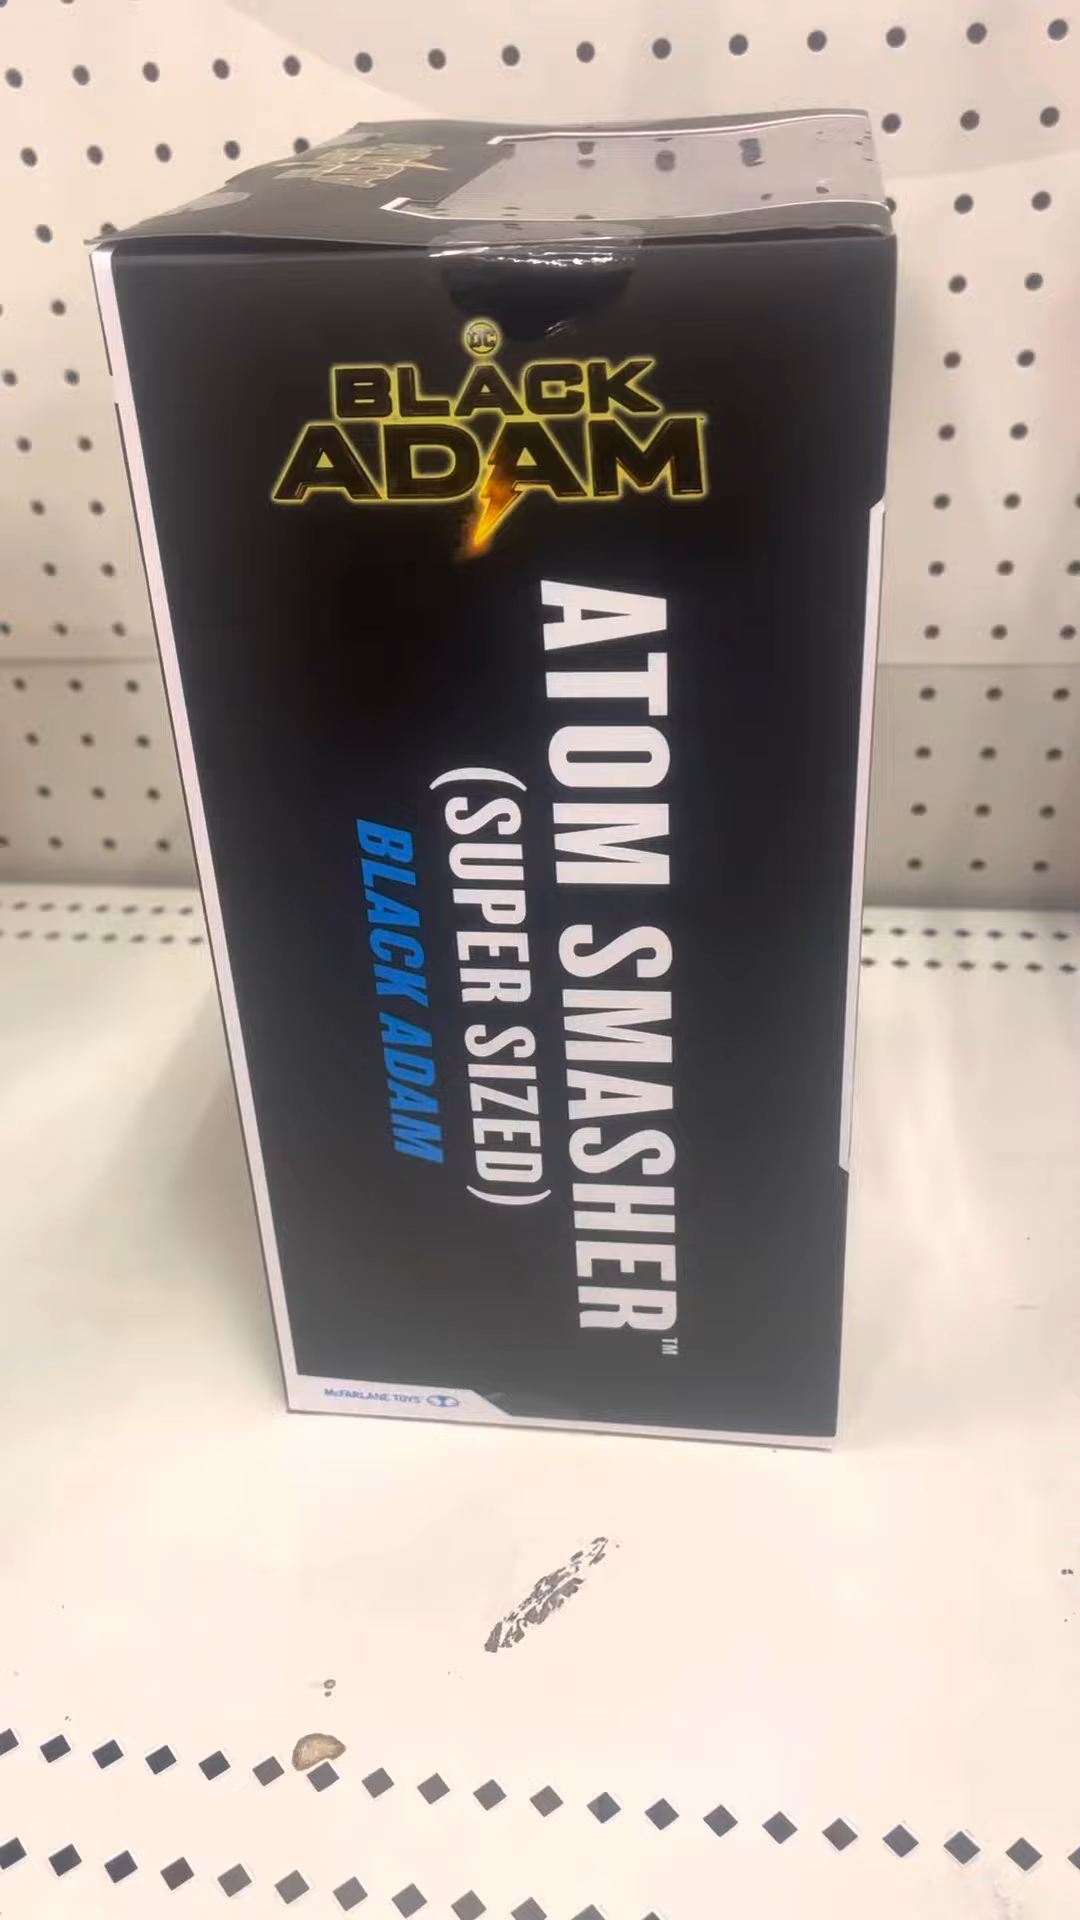 DC
BLACK
ADAM
ATOM SMASHER™
(SUPER SIZED)
BLACK ADAM
McFARLANE TOYS